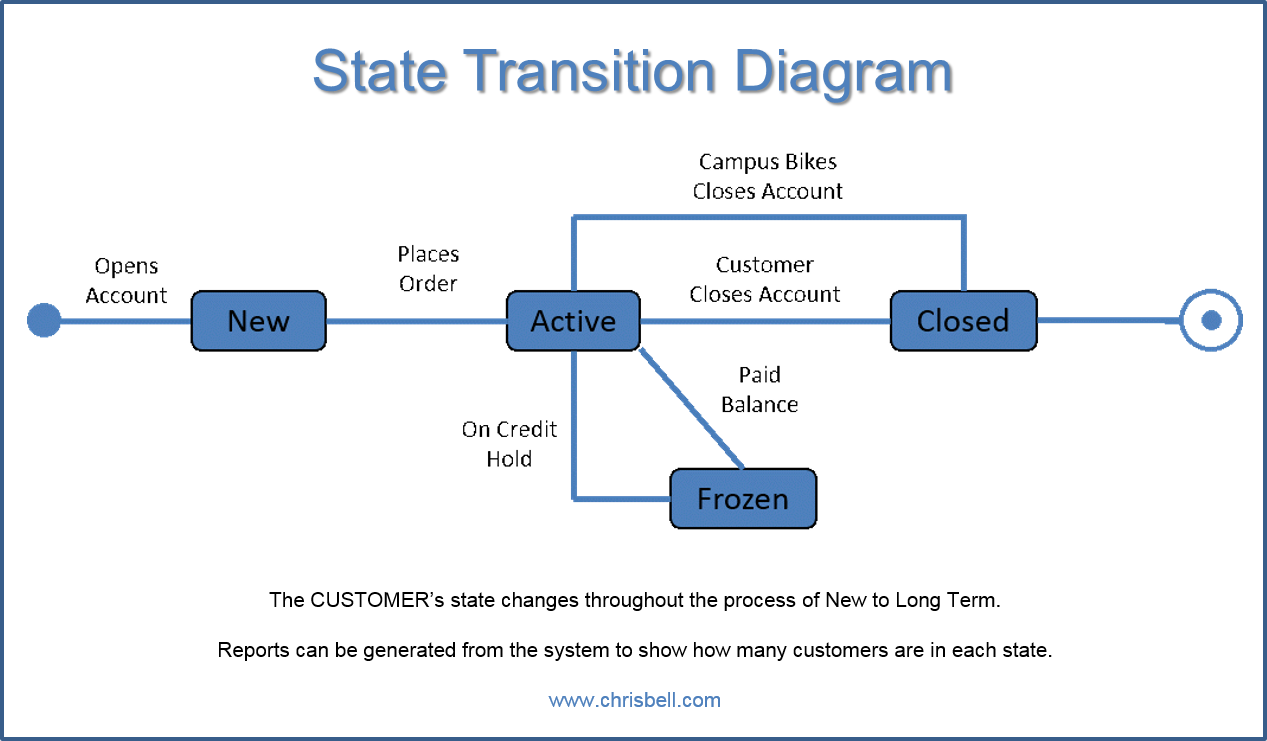 State Transition Diagram
Campus Bikes
Closes Account
Opens
Account
Places
Order
Customer
Closes Account
New
Active
Closed
Paid
Balance
On Credit
Hold
Frozen
The CUSTOMER’s state changes throughout the process of New to Long Term.
Reports can be generated from the system to show how many customers are in each state.
www.chrisbell.com